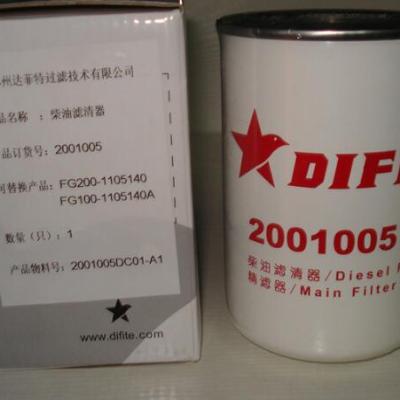 州达菲特过滤技术有限公司
品名称 : 柴油滤清器
品订货号: 2001005
可替换产品: FG200-1105140
FG100-1105140A
数量(只): 1
产品物料号: 2001005DC01-A1
www.difite.com
DIFI
2001005
柴油滤清器/Diesel
精滤器/Main Filter